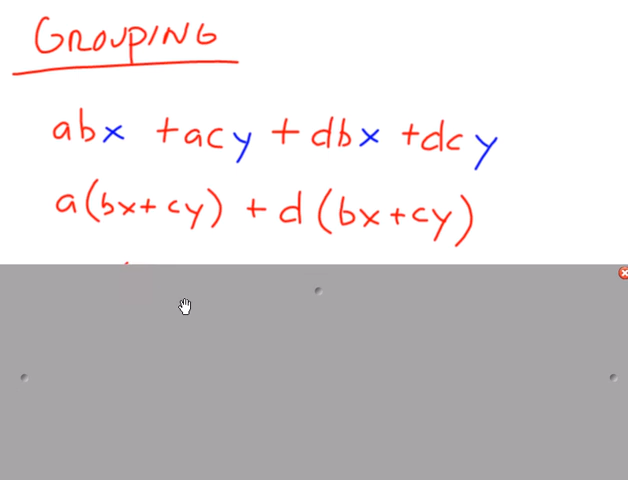 GROUPING
abx + acy + dbx + dcy
a(bx + cy) + d(bx + cy)